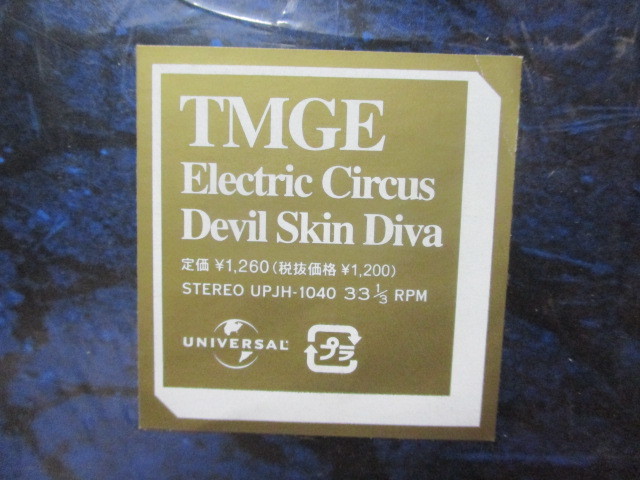 TMGE
Electric Circus
Devil Skin Diva
定価 ¥1,260(税抜価格 ¥1,200)
STEREO UPJH-1040 33 ⅓ RPM
UNIVERSAL プラ